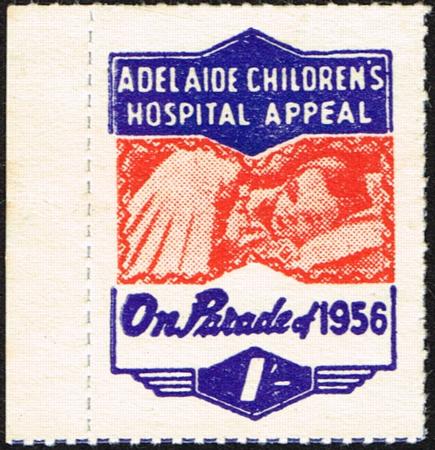 ADELAIDE CHILDREN'S
HOSPITAL APPEAL
On Parade of 1956
1/-